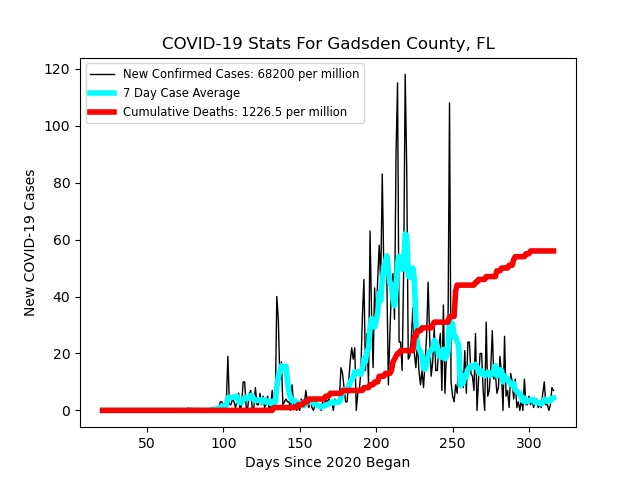 COVID-19 Stats For Gadsden County, FL
New Confirmed Cases: 68200 per million
7 Day Case Average
Cumulative Deaths: 1226.5 per million
New COVID-19 Cases
120
100
80
60
40
20
0
50 100 150 200 250 300
Days Since 2020 Began